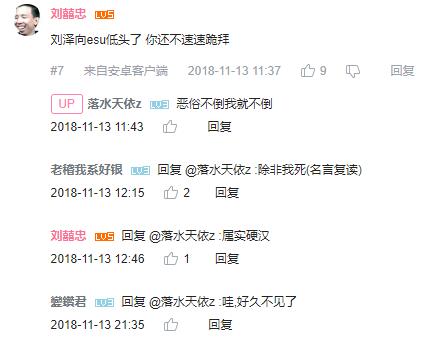 刘囍忠 LV5
刘泽向esu低头了 你还不速速跪拜
#7 来自安卓客户端 2018-11-13 11:37 9 回复
UP 落水天依z LV3 恶俗不倒我就不倒
2018-11-13 11:43 回复
老稽我系好银 LV3 回复 @落水天依z :除非我死(名言复读)
2018-11-13 12:15 2 回复
刘囍忠 LV5 回复 @落水天依z :属实硬汉
2018-11-13 12:46 1 回复
君 LV3 回复 @落水天依z :哇,好久不见了
2018-11-13 21:35 回复